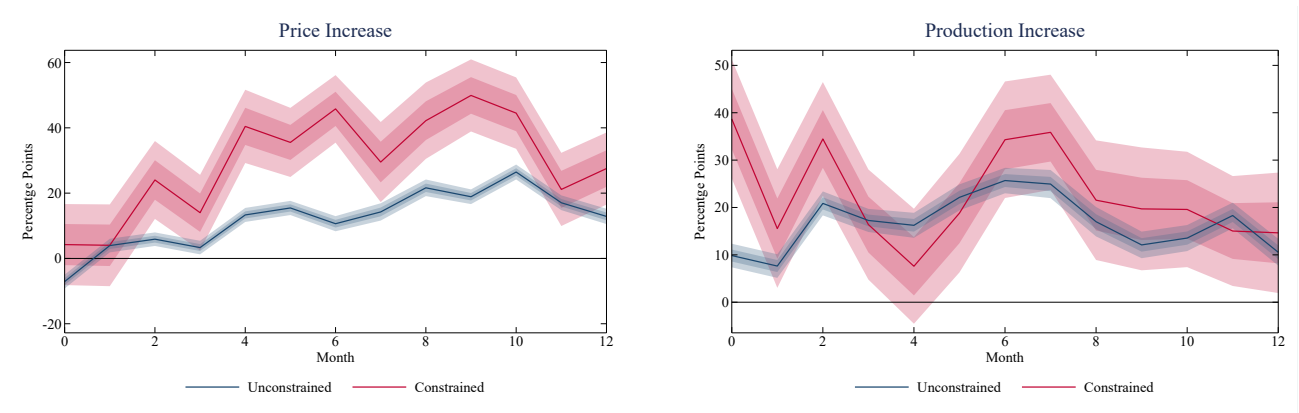 Price Increase
Percentge Points
60
40
20
0
-20
0 2 4 6 8 10 12
Month
Unconstrained Constrained
Production Increase
Percentge Points
50
40
30
20
10
0
0 2 4 6 8 10 12
Month
Unconstrained Constrained